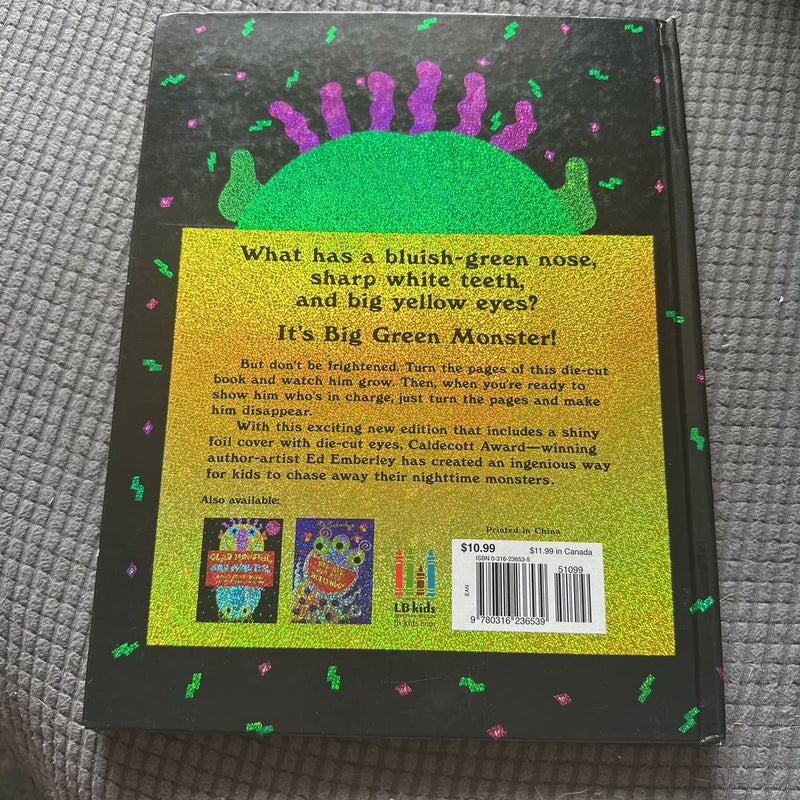 What has a bluish-green nose,
sharp white teeth,
and big yellow eyes?
It's Big Green Monster!
But don't be frightened. Turn the pages of this die-cut
book and watch him grow. Then, when you're ready to
show him who's in charge, just turn the pages and make
him disappear.
With this exciting new edition that includes a shiny
foil cover with die-cut eyes, Caldecott Award—winning
author-artist Ed Emberley has created an ingenious way
for kids to chase away their nighttime monsters.
Also available:
GLAD MONSTER,
SAD MONSTER
LB kids
Printed in China
$10.99
$11.99 in Canada
ISBN 0-316-23653-5
51099
EAN
9 780316 236539